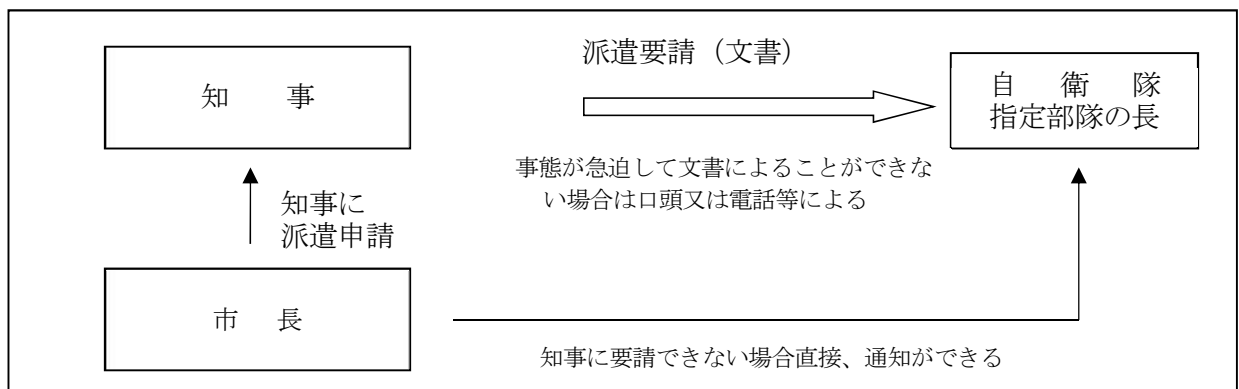 派遣要請(文書)
知 事
自 衛 隊
指定部隊の長
事態が急迫して文書によることができな
い場合は口頭又は電話等による
知事に
派遣申請
市 長
知事に要請できない場合直接、通知ができる